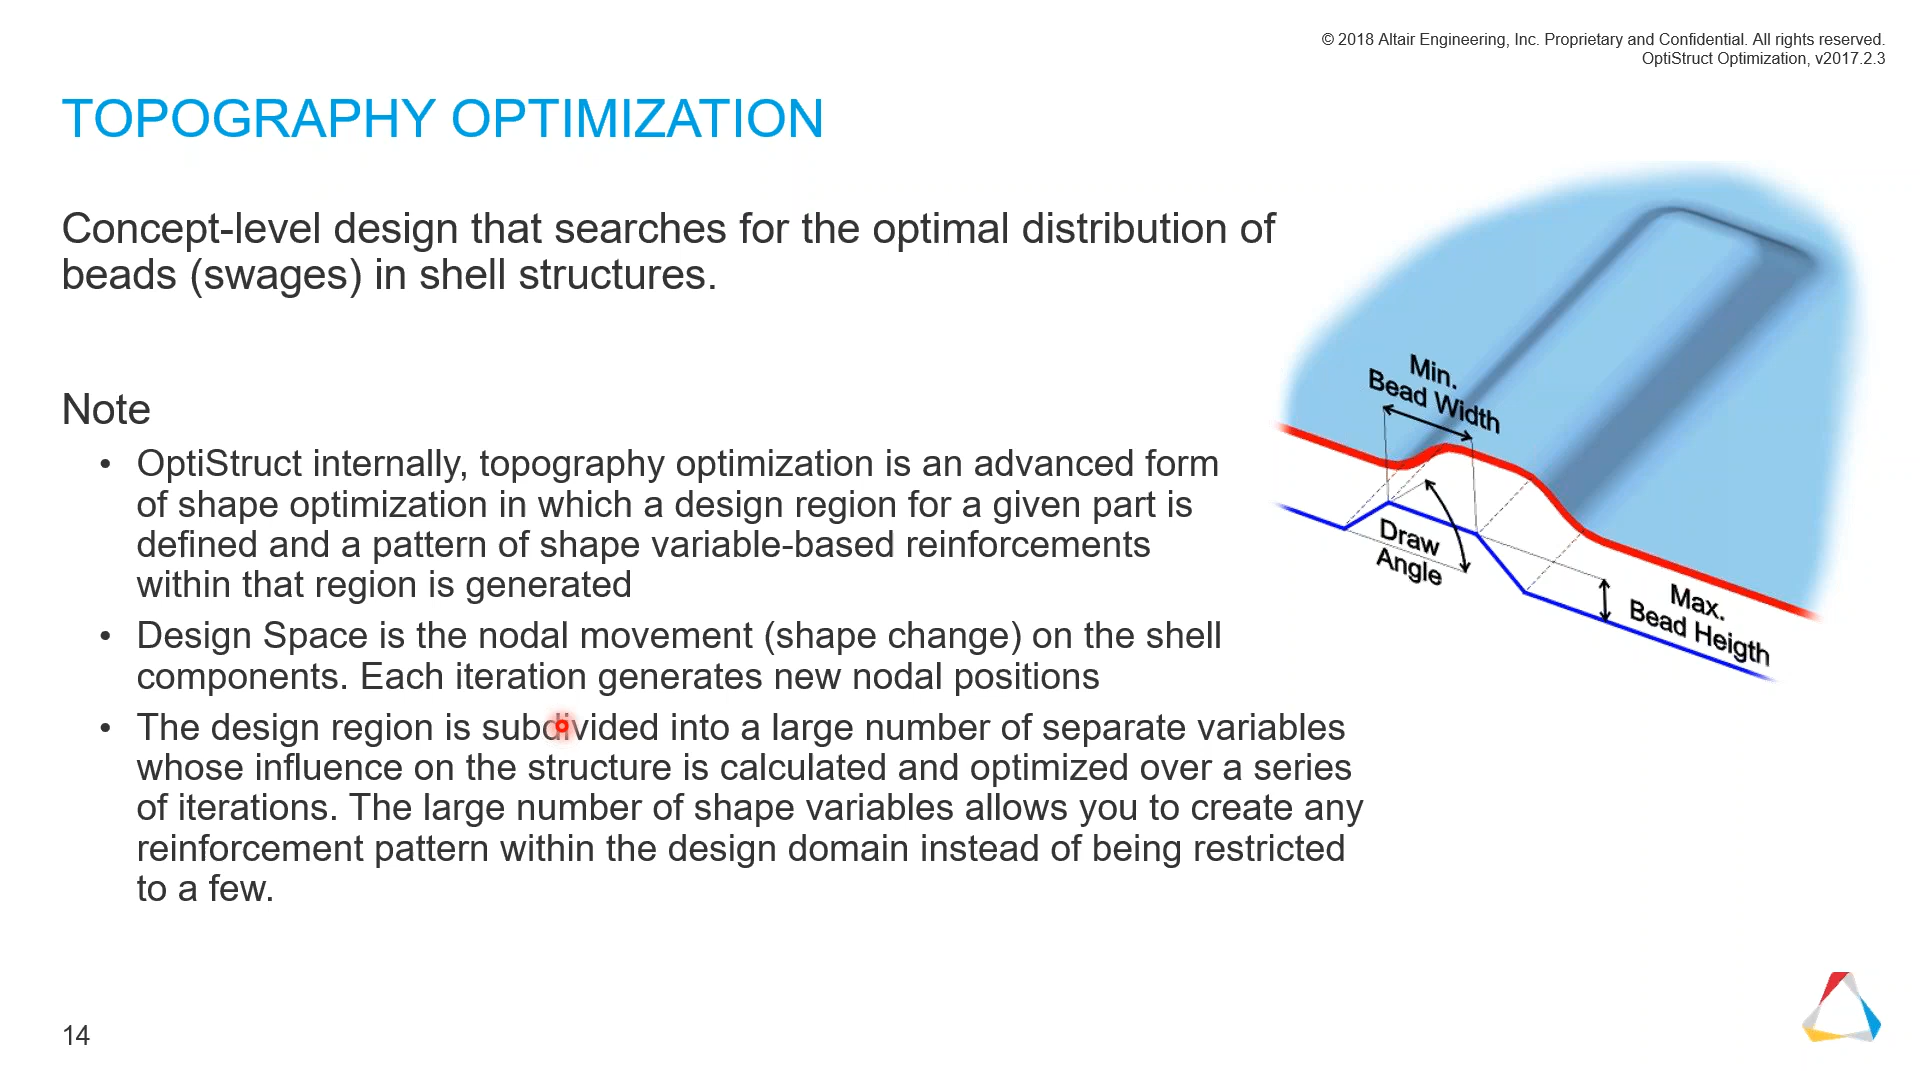 © 2018 Altair Engineering, Inc. Proprietary and Confidential. All rights reserved.
OptiStruct Optimization, v2017.2.3
TOPOGRAPHY OPTIMIZATION
Concept-level design that searches for the optimal distribution of
beads (swages) in shell structures.
Note
• OptiStruct internally, topography optimization is an advanced form
of shape optimization in which a design region for a given part is
defined and a pattern of shape variable-based reinforcements
within that region is generated
• Design Space is the nodal movement (shape change) on the shell
components. Each iteration generates new nodal positions
• The design region is subdivided into a large number of separate variables
whose influence on the structure is calculated and optimized over a series
of iterations. The large number of shape variables allows you to create any
reinforcement pattern within the design domain instead of being restricted
to a few.
Min.
Bead Width
Draw
Angle
Max.
Bead Heigth
14